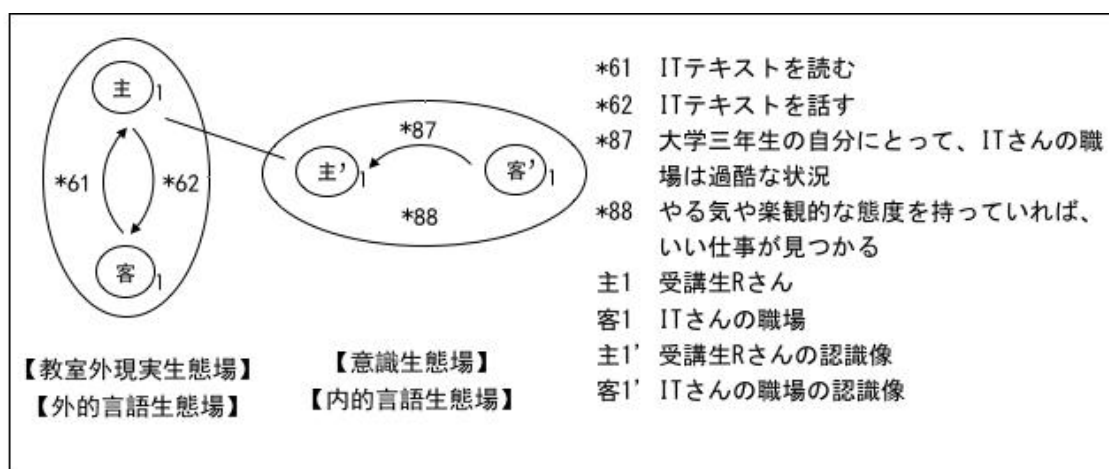 主1
*61
*62
客1
*87
主'1
客'1
*88
【教室外現実生態場】
【外的言語生態場】
【意識生態場】
【内的言語生態場】
*61 ITテキストを読む
*62 ITテキストを話す
*87 大学三年生の自分にとって、ITさんの職
場は過酷な状況
*88 やる気や楽観的な態度を持っていれば、
いい仕事が見つかる
主1 受講生Rさん
客1 ITさんの職場
主1' 受講生Rさんの認識像
客1' ITさんの職場の認識像